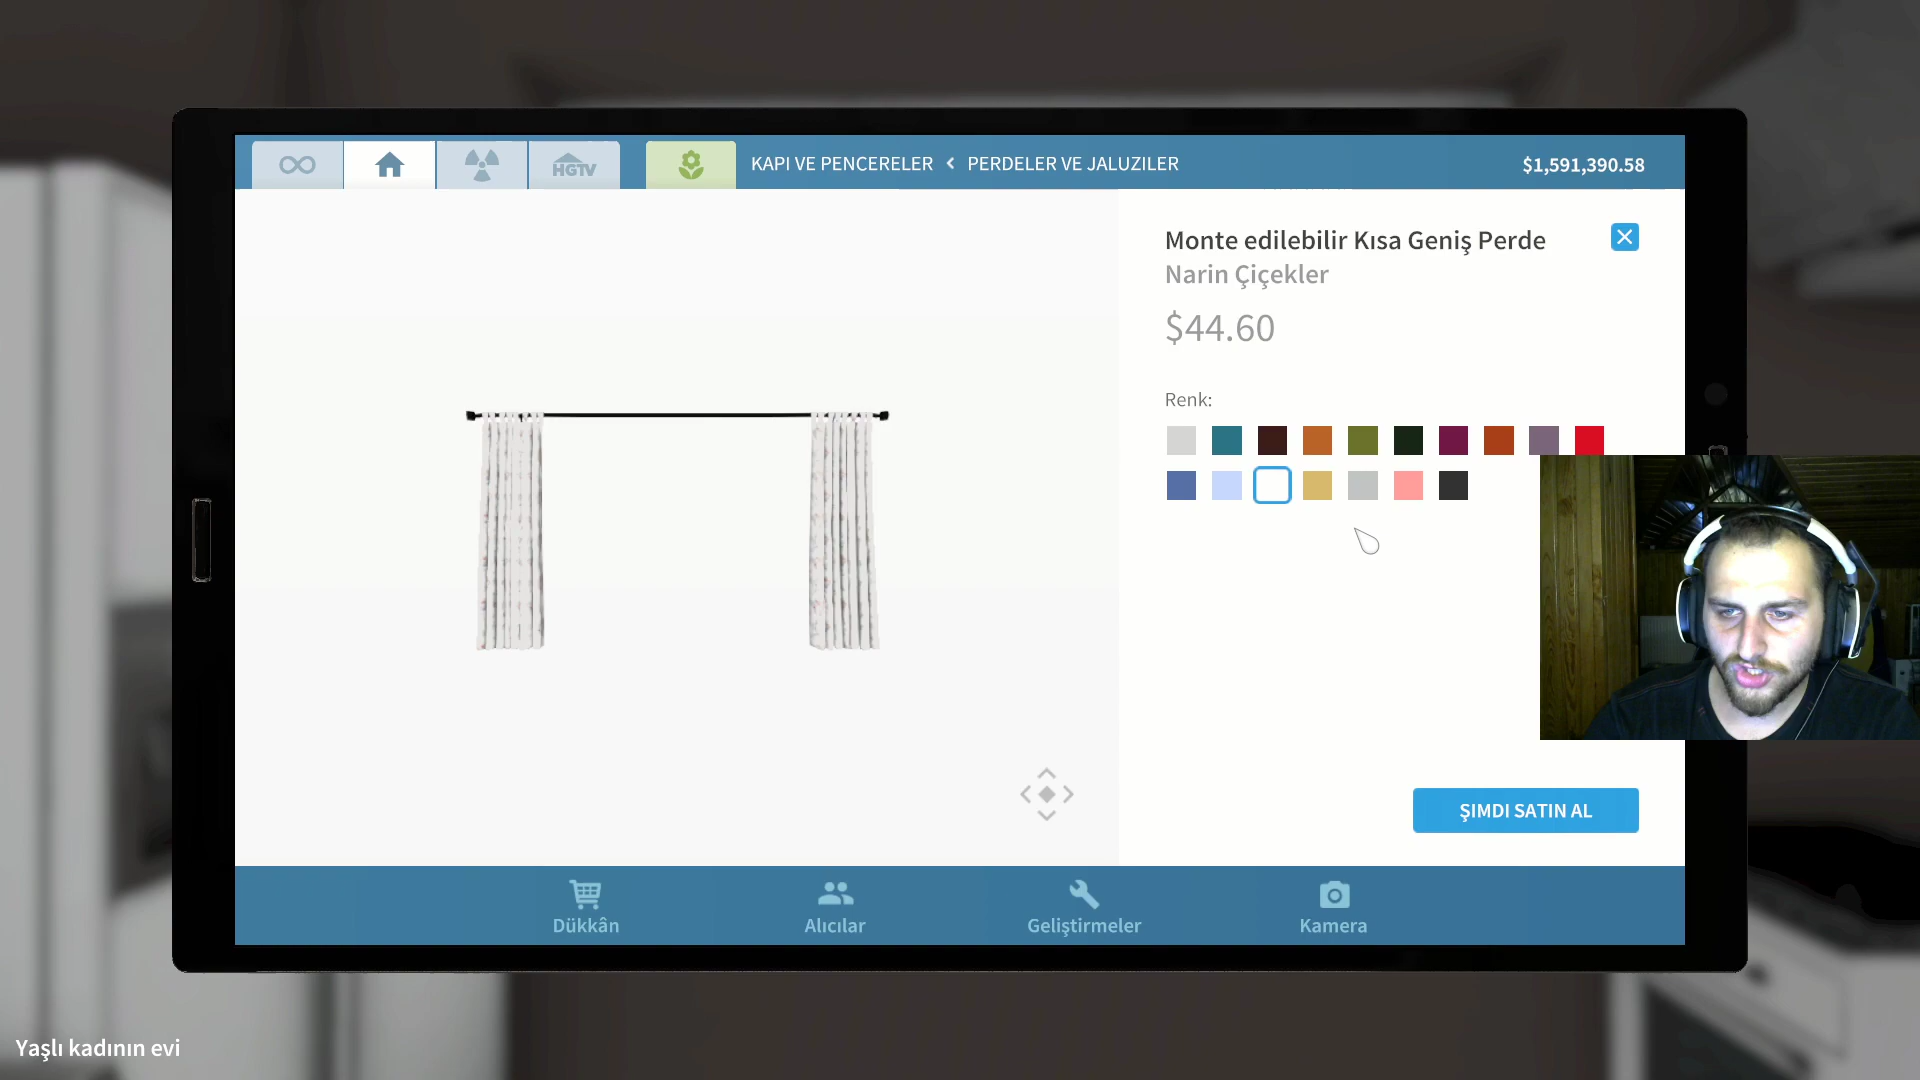 HGTV
KAPI VE PENCERELER < PERDELER VE JALUZILER
$1,591,390.58
Monte edilebilir Kısa Geniş Perde
Narin Çiçekler
$44.60
Renk:
ŞIMDI SATIN AL
Dükkân
Alıcılar
Geliştirmeler
Kamera
Yaşlı kadının evi